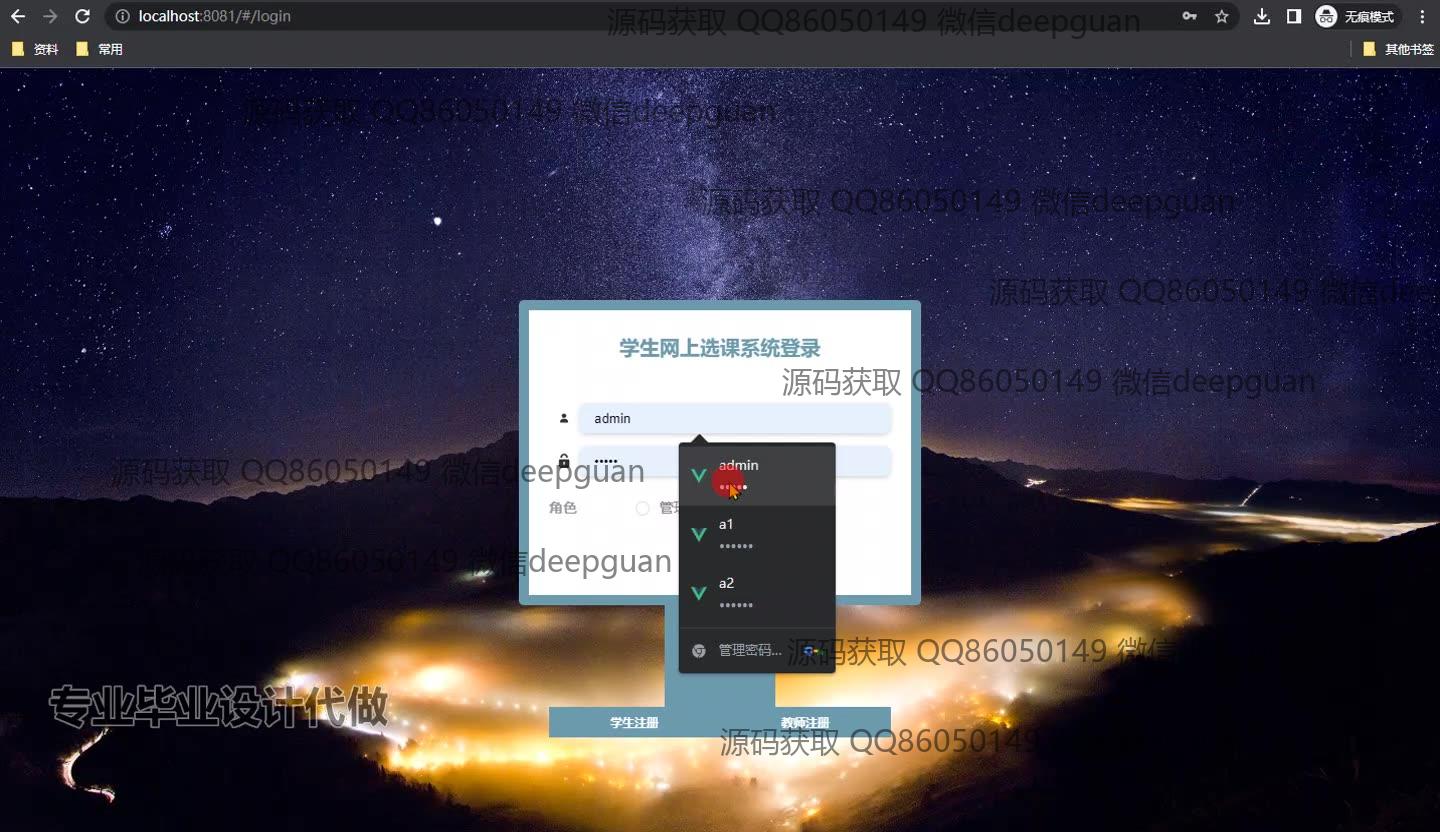 localhost:8081/#/login
无痕模式
资料
常用
其他书签
源码获取 QQ86050149 微信deepguan
源码获取 QQ86050149 微信deepguan
源码获取 QQ86050149 微信deepguan
源码获取 QQ86050149 微信deep
学生网上选课系统登录
源码获取 QQ86050149 微信deepguan
admin
•••••
admin
•••••
源码获取 QQ86050149 微信deepguan
角色
管理
a1
••••••
源码获取 QQ86050149 微信deepguan
a2
••••••
管理密码...
源码获取 QQ86050149 微信
专业毕业设计代做
学生注册
教师注册
源码获取 QQ86050149